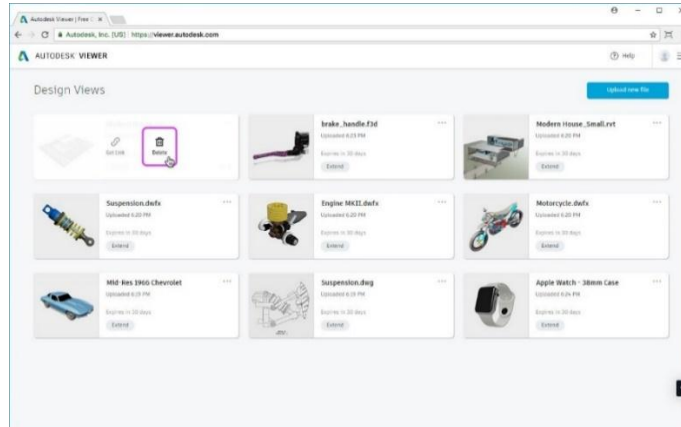 Autodesk Viewer | Free
Autodesk, Inc. [US] https://viewer.autodesk.com
AUTODESK VIEWER
Help
Design Views
Upload new file
Get Link
Delete
brake_handle.f3d
Uploaded 6:23 PM
Expires in 30 days
Extend
Modern House_Small.rvt
Uploaded 6:20 PM
Expires in 30 days
Extend
Suspension.dwfx
Uploaded 6:20 PM
Expires in 30 days
Extend
Engine MKII.dwfx
Uploaded 6:20 PM
Expires in 30 days
Extend
Motorcycle.dwfx
Uploaded 6:20 PM
Expires in 30 days
Extend
Mid-Res 1966 Chevrolet
Uploaded
Expires in 30 days
Extend
Suspension.dwg
Uploaded
Expires in 30 days
Extend
Apple Watch - 38mm Case
Uploaded
Expires in 30 days
Extend